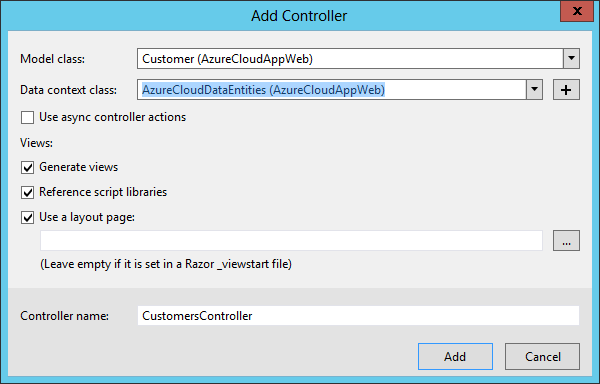 Add Controller
x
Model class: Customer (AzureCloudAppWeb)
Data context class: AzureCloudDataEntities (AzureCloudAppWeb) +
Use async controller actions
Views:
Generate views
Reference script libraries
Use a layout page:
...
(Leave empty if it is set in a Razor _viewstart file)
Controller name: CustomersController
Add Cancel